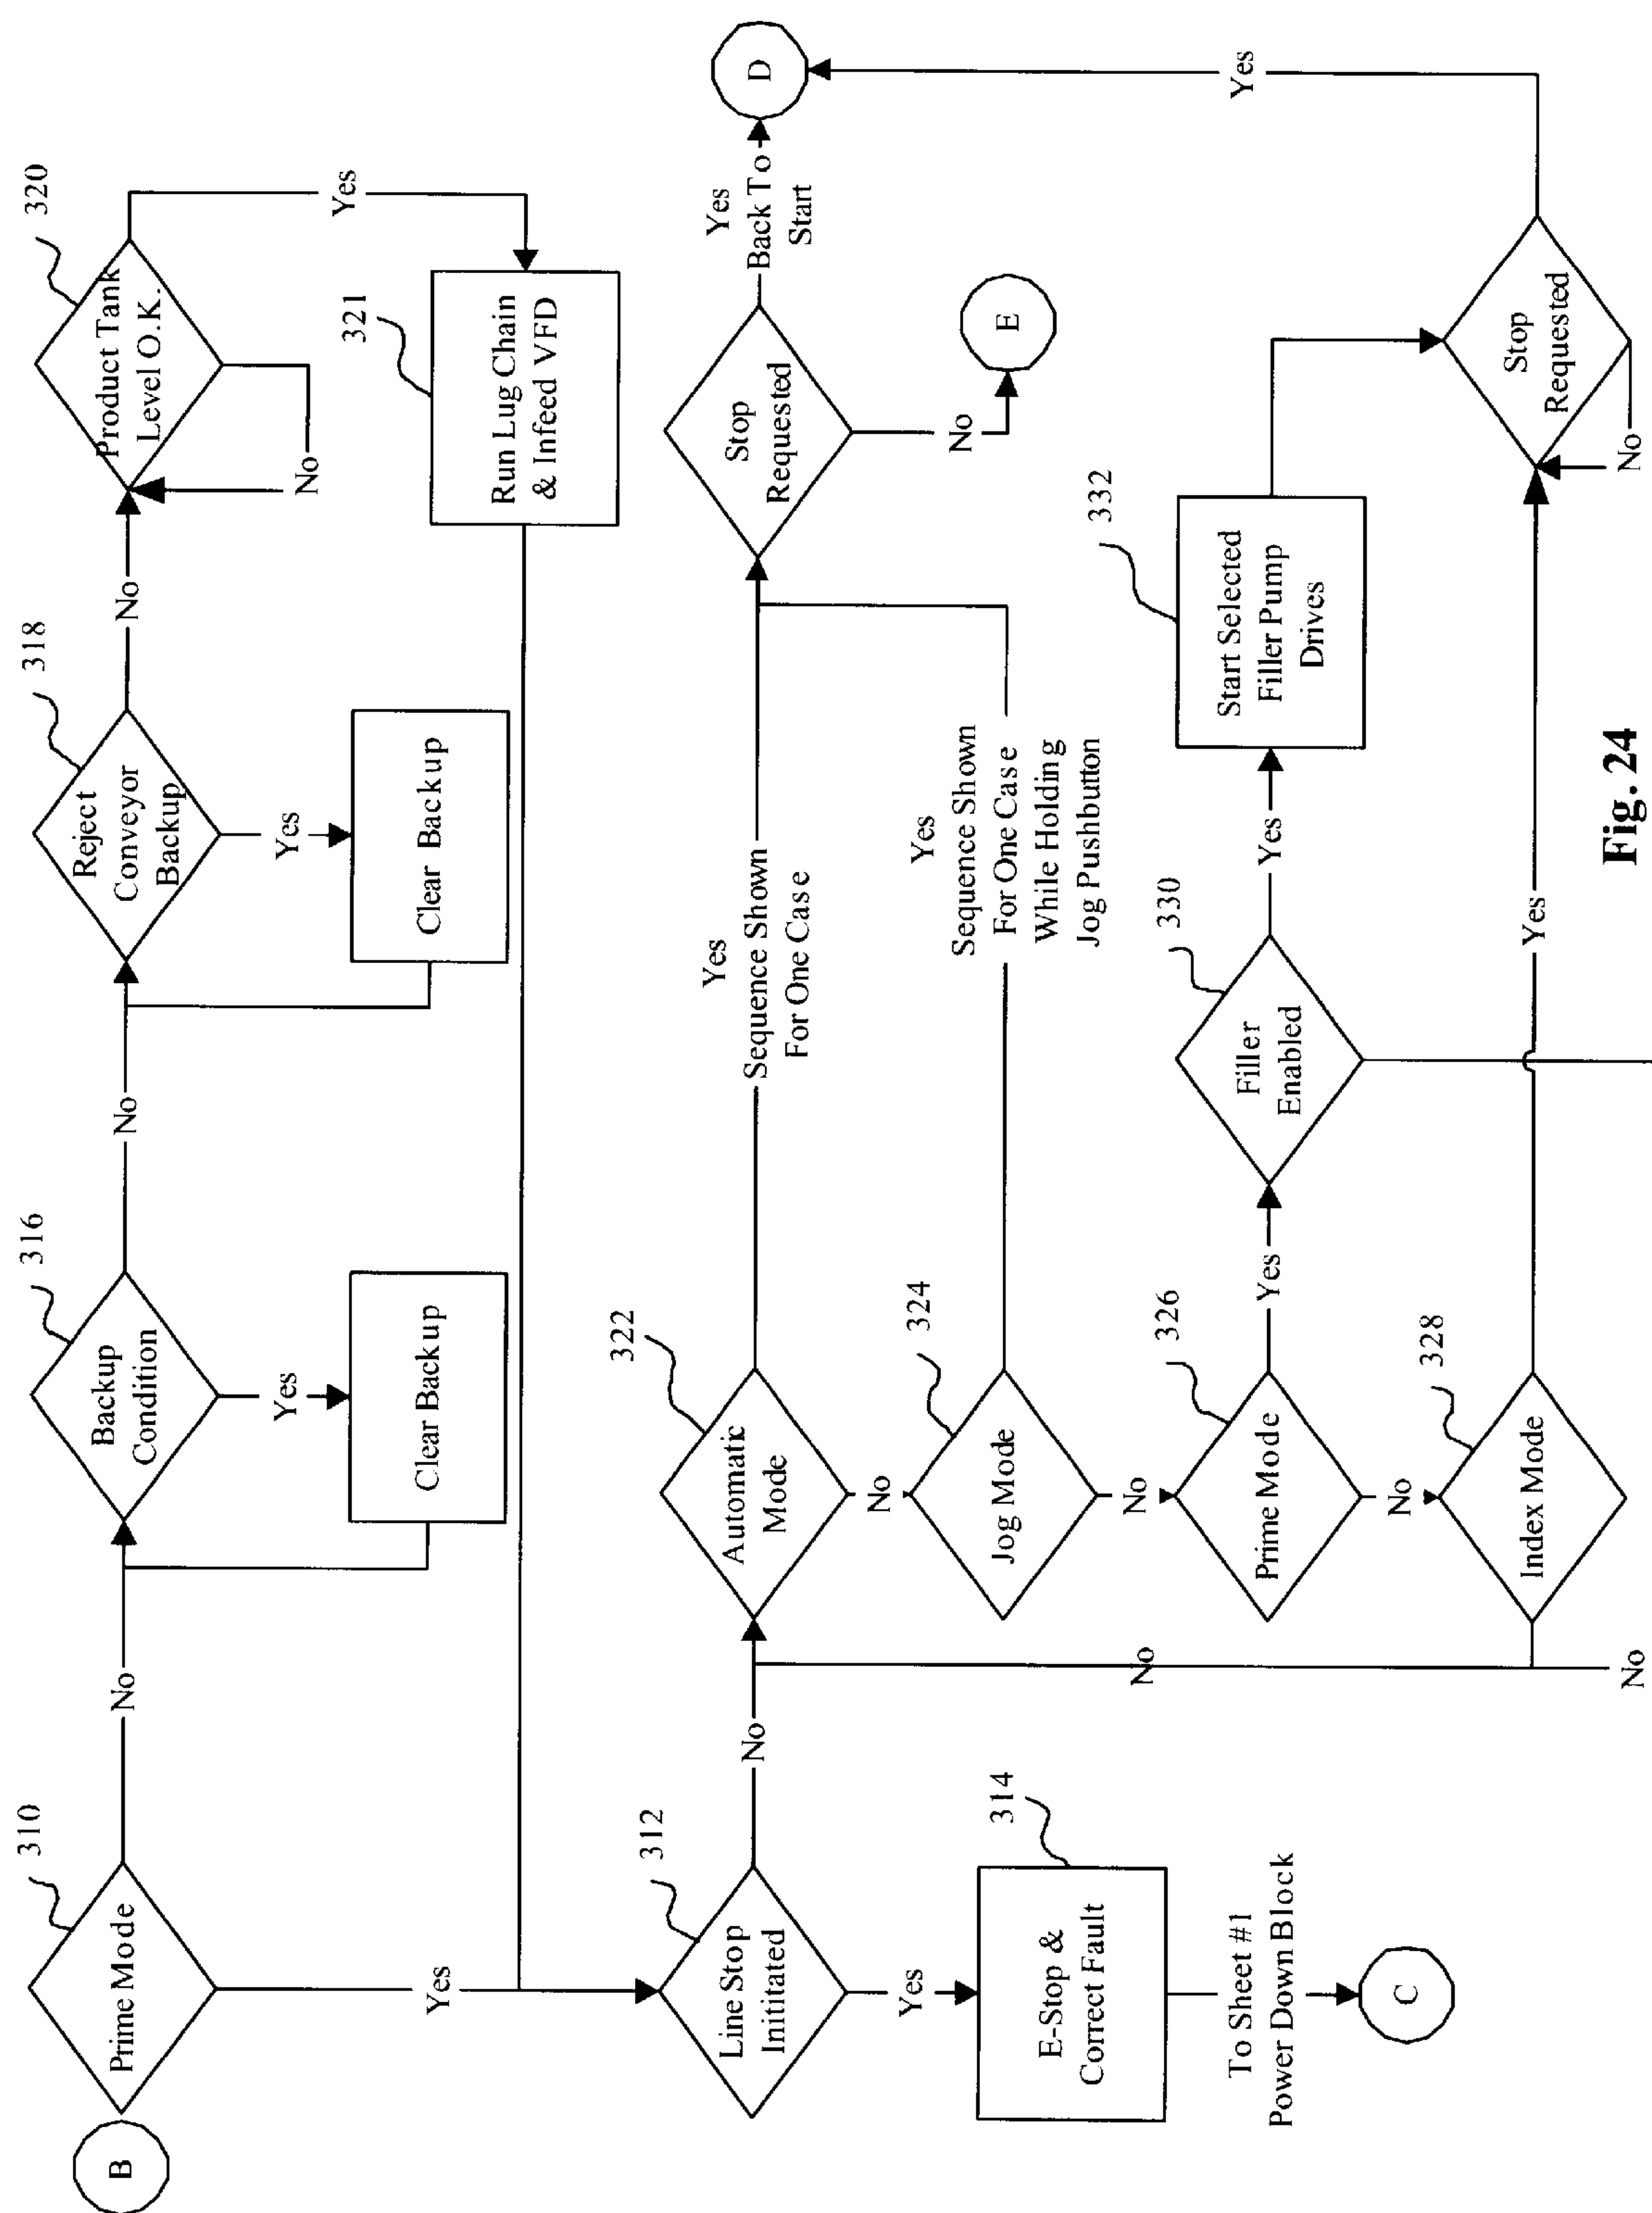 B
310
Prime Mode
No
Yes
316
Backup
Condition
No
Yes
Clear Backup
318
Reject
Conveyor
Backup
No
Yes
Clear Backup
320
Product Tank
Level O.K.
No
Yes
321
Run Lug Chain
& Infeed VFD
312
Line Stop
Inititated
No
Yes
314
E-Stop &
Correct Fault
To Sheet #1
Power Down Block
C
322
Automatic
Mode
No
Yes
Sequence Shown
For One Case
Stop
Requested
Yes
Back To
Start
D
No
E
324
Jog Mode
No
Yes
Sequence Shown
For One Case
While Holding
Jog Pushbutton
326
Prime Mode
No
Yes
330
Filler
Enabled
Yes
332
Start Selected
Filler Pump
Drives
328
Index Mode
No
No
Yes
Stop
Requested
No
Yes
Fig. 24